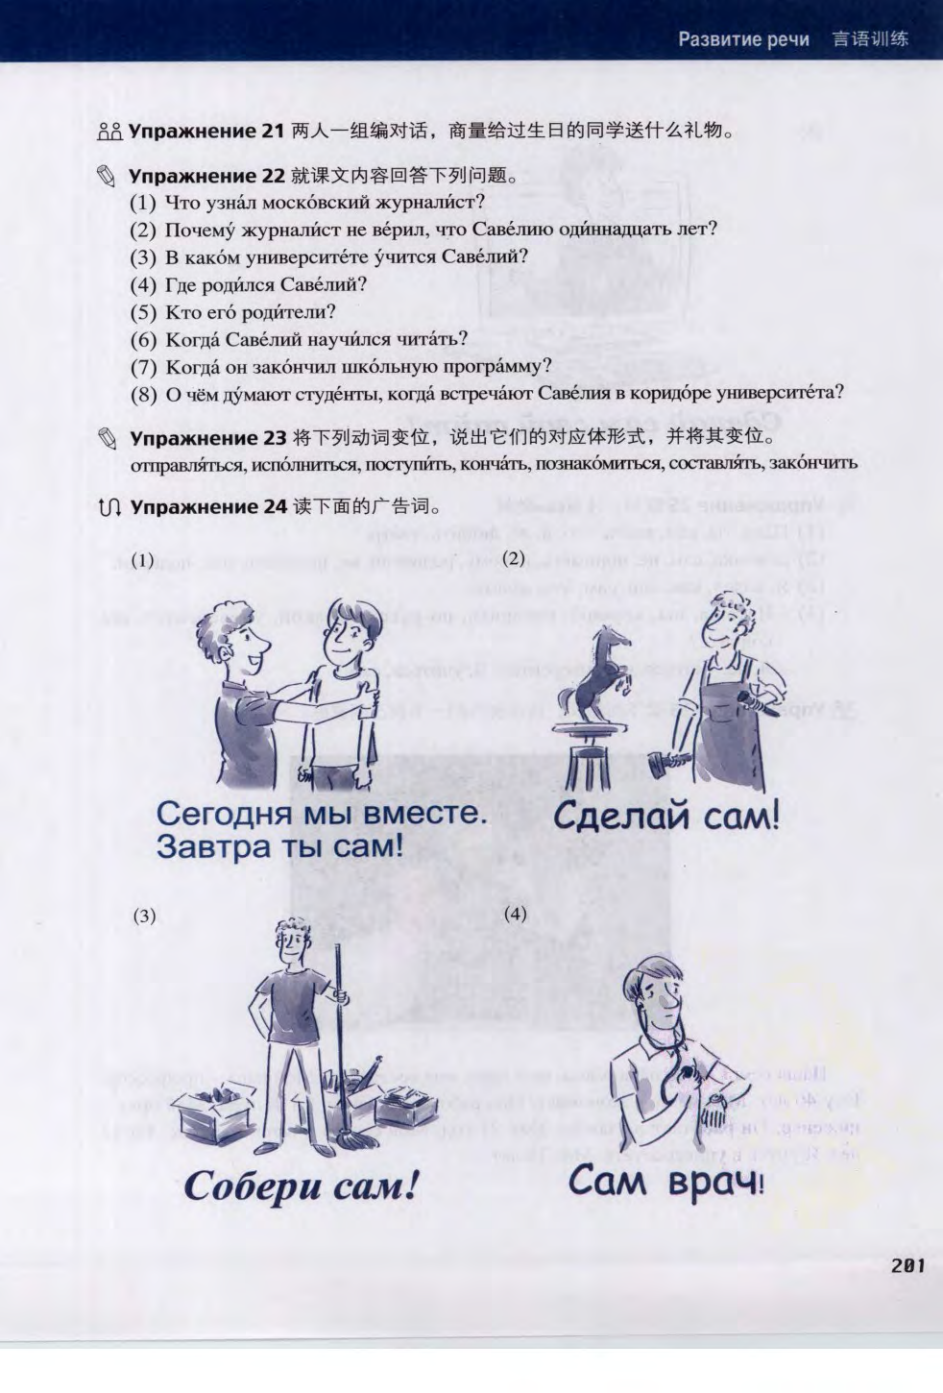 Развитие речи 言语训练
Упражнение 21 两人一组编对话，商量给过生日的同学送什么礼物。
Упражнение 22 就课文内容回答下列问题。
(1) Что узна́л моско́вский журнали́ст?
(2) Почему́ журнали́ст не ве́рил, что Саве́лию оди́ннадцать лет?
(3) В како́м университе́те у́чится Саве́лий?
(4) Где роди́лся Саве́лий?
(5) Кто его́ роди́тели?
(6) Когда́ Саве́лий научи́лся чита́ть?
(7) Когда́ он зако́нчил шко́льную програ́мму?
(8) О чём ду́мают студе́нты, когда́ встреча́ют Саве́лия в коридо́ре университе́та?
Упражнение 23 将下列动词变位，说出它们的对应体形式，并将其变位。
отправля́ться, испо́лниться, поступи́ть, конча́ть, познако́миться, составля́ть, зако́нчить
Упражнение 24 读下面的广告词。
(1) (2)
Сегодня мы вместе.
Завтра ты сам!
Сделай сам!
(3) (4)
Собери сам!
Сам врач!
201